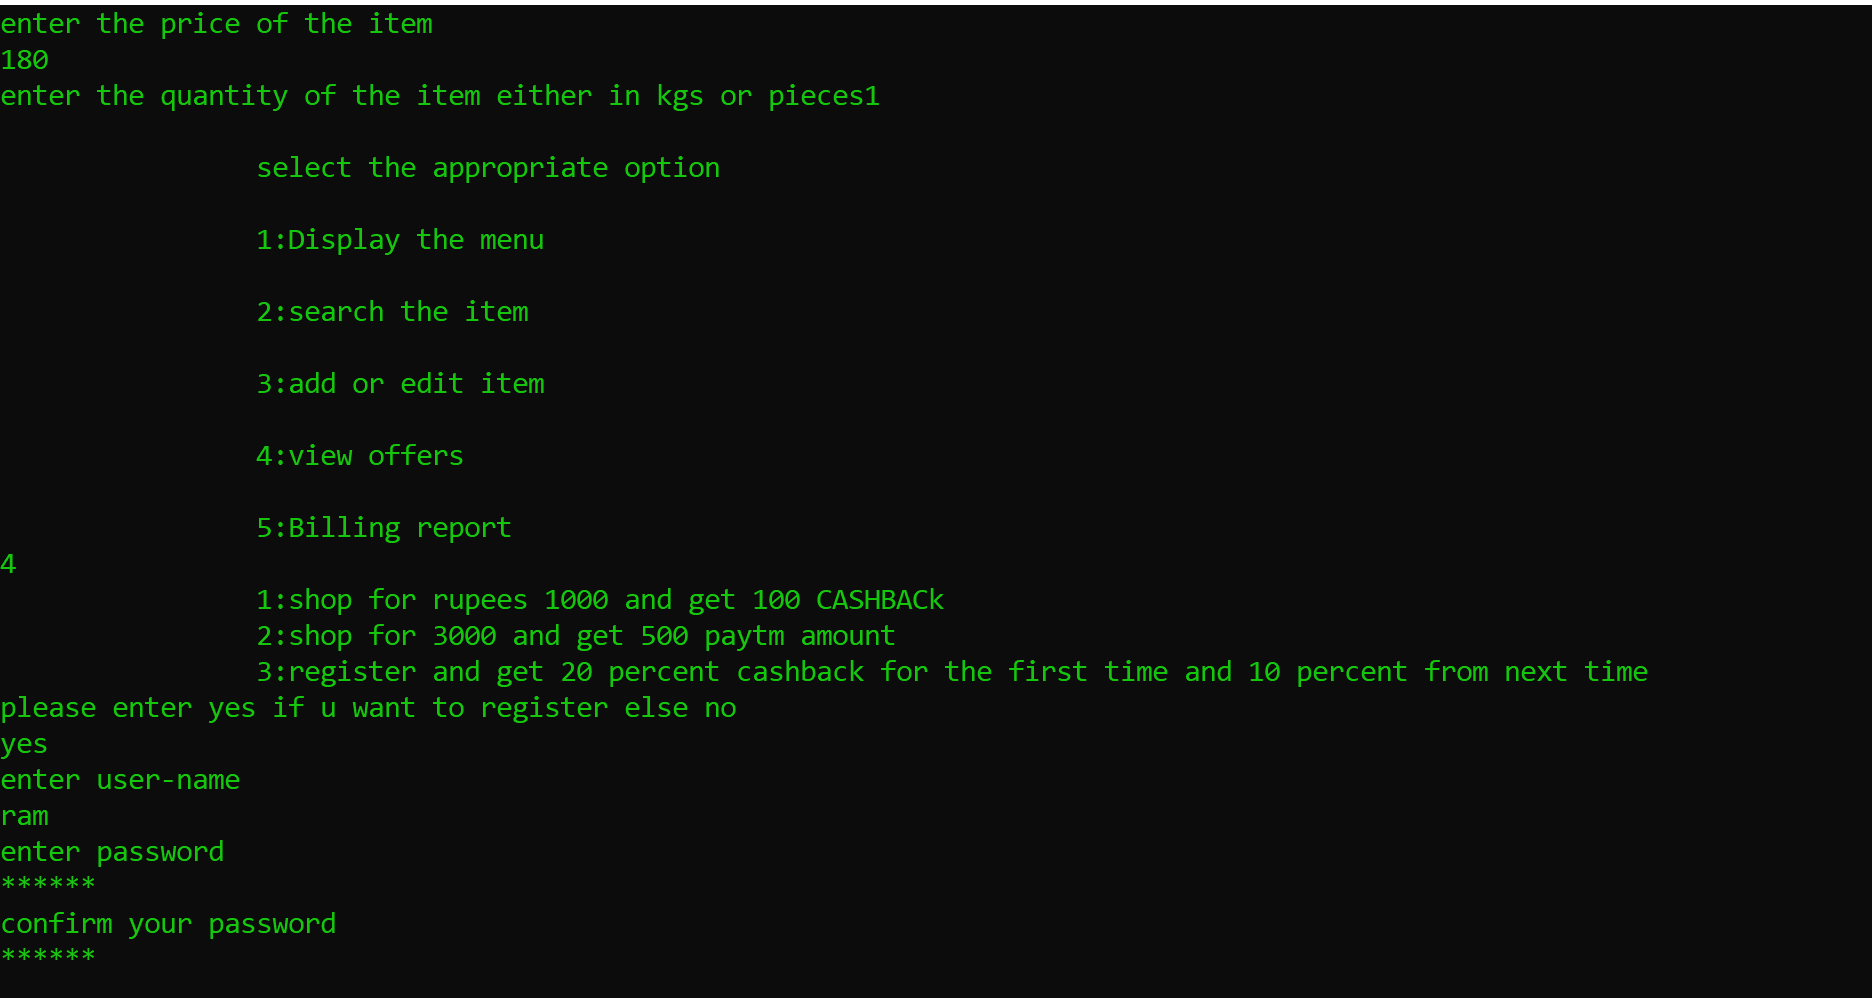 enter the price of the item
180
enter the quantity of the item either in kgs or pieces1
select the appropriate option
1:Display the menu
2:search the item
3:add or edit item
4:view offers
5:Billing report
4
1:shop for rupees 1000 and get 100 CASHBACk
2:shop for 3000 and get 500 paytm amount
3:register and get 20 percent cashback for the first time and 10 percent from next time
please enter yes if u want to register else no
yes
enter user-name
ram
enter password
******
confirm your password
******